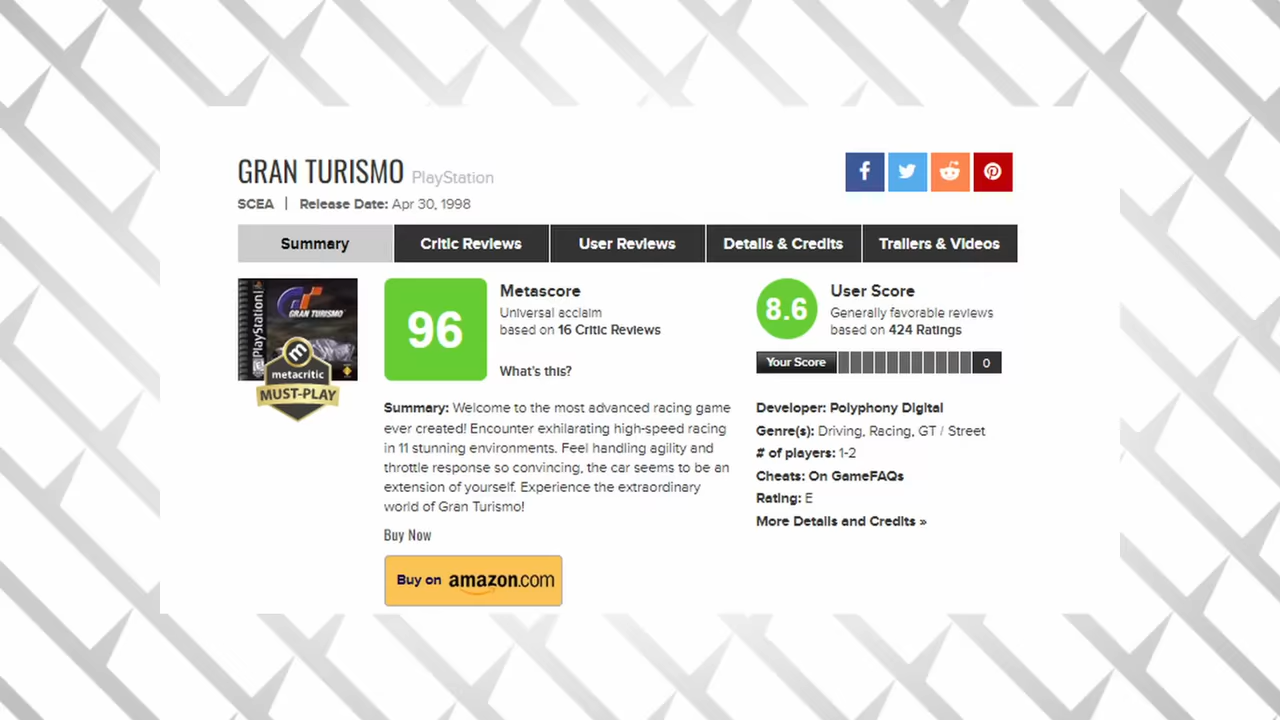 GRAN TURISMO PlayStation
SCEA | Release Date: Apr 30, 1998
Summary
Critic Reviews
User Reviews
Details & Credits
Trailers & Videos
PlayStation
GRAN TURISMO
m
metacritic
MUST-PLAY
96
Metascore
Universal acclaim
based on 16 Critic Reviews
What's this?
8.6
User Score
Generally favorable reviews
based on 424 Ratings
Your Score
0
Summary: Welcome to the most advanced racing game
ever created! Encounter exhilarating high-speed racing
in 11 stunning environments. Feel handling agility and
throttle response so convincing, the car seems to be an
extension of yourself. Experience the extraordinary
world of Gran Turismo!
Buy Now
Buy on amazon.com
Developer: Polyphony Digital
Genre(s): Driving, Racing, GT / Street
# of players: 1-2
Cheats: On GameFAQs
Rating: E
More Details and Credits »